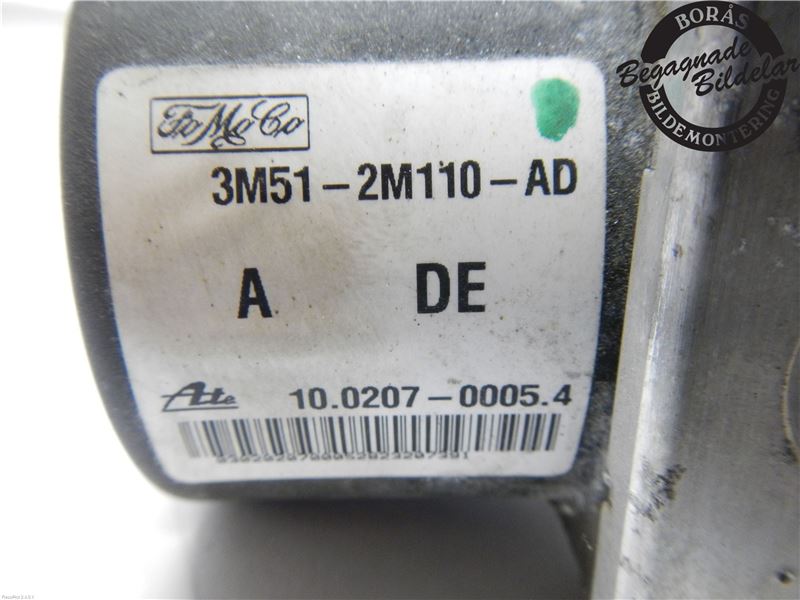 BORÅS
Begagnade
Bildelar
BILDEMONTERING
FoMoCo
3M51-2M110-AD
A DE
Ate 10.0207-0005.4